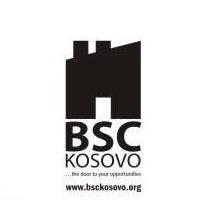 BSC
KOSOVO
....the door to your opportunities
www.bsckosovo.org